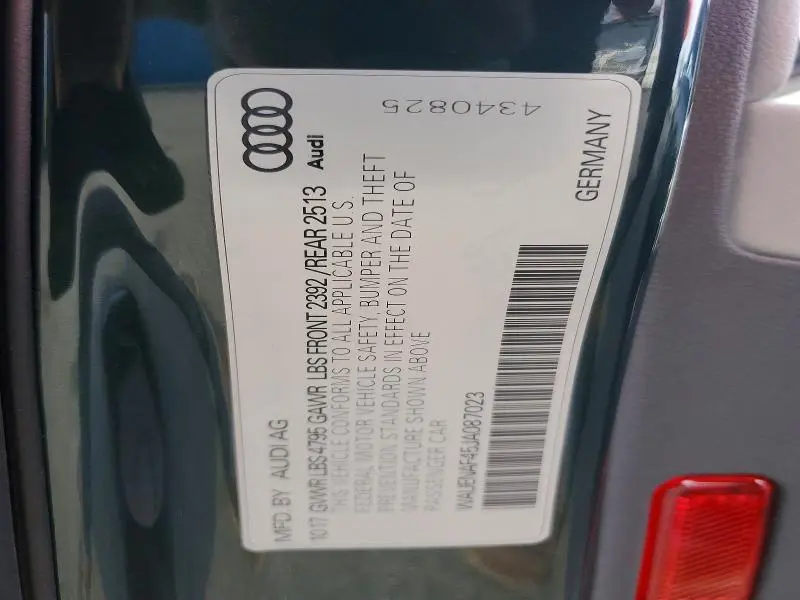 MFD. BY AUDI AG
10 17 GVWR LBS 4795 GAWR LBS FRONT 2392 / REAR 2513
THIS VEHICLE CONFORMS TO ALL APPLICABLE U.S.
FEDERAL MOTOR VEHICLE SAFETY, BUMPER AND THEFT
PREVENTION STANDARDS IN EFFECT ON THE DATE OF
MANUFACTURE SHOWN ABOVE
PASSENGER CAR
WAUENAF45JA087023
GERMANY
Audi
4340825